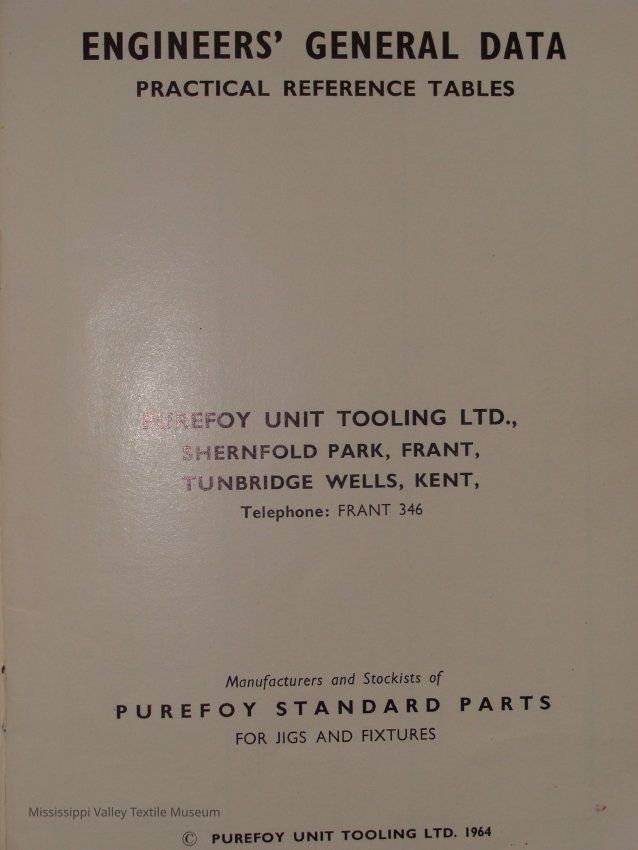 ENGINEERS' GENERAL DATA
PRACTICAL REFERENCE TABLES
PUREFOY UNIT TOOLING LTD.,
SHERNFOLD PARK, FRANT,
TUNBRIDGE WELLS, KENT,
Telephone: FRANT 346
Manufacturers and Stockists of
PUREFOY STANDARD PARTS
FOR JIGS AND FIXTURES
Mississippi Valley Textile Museum
© PUREFOY UNIT TOOLING LTD. 1964